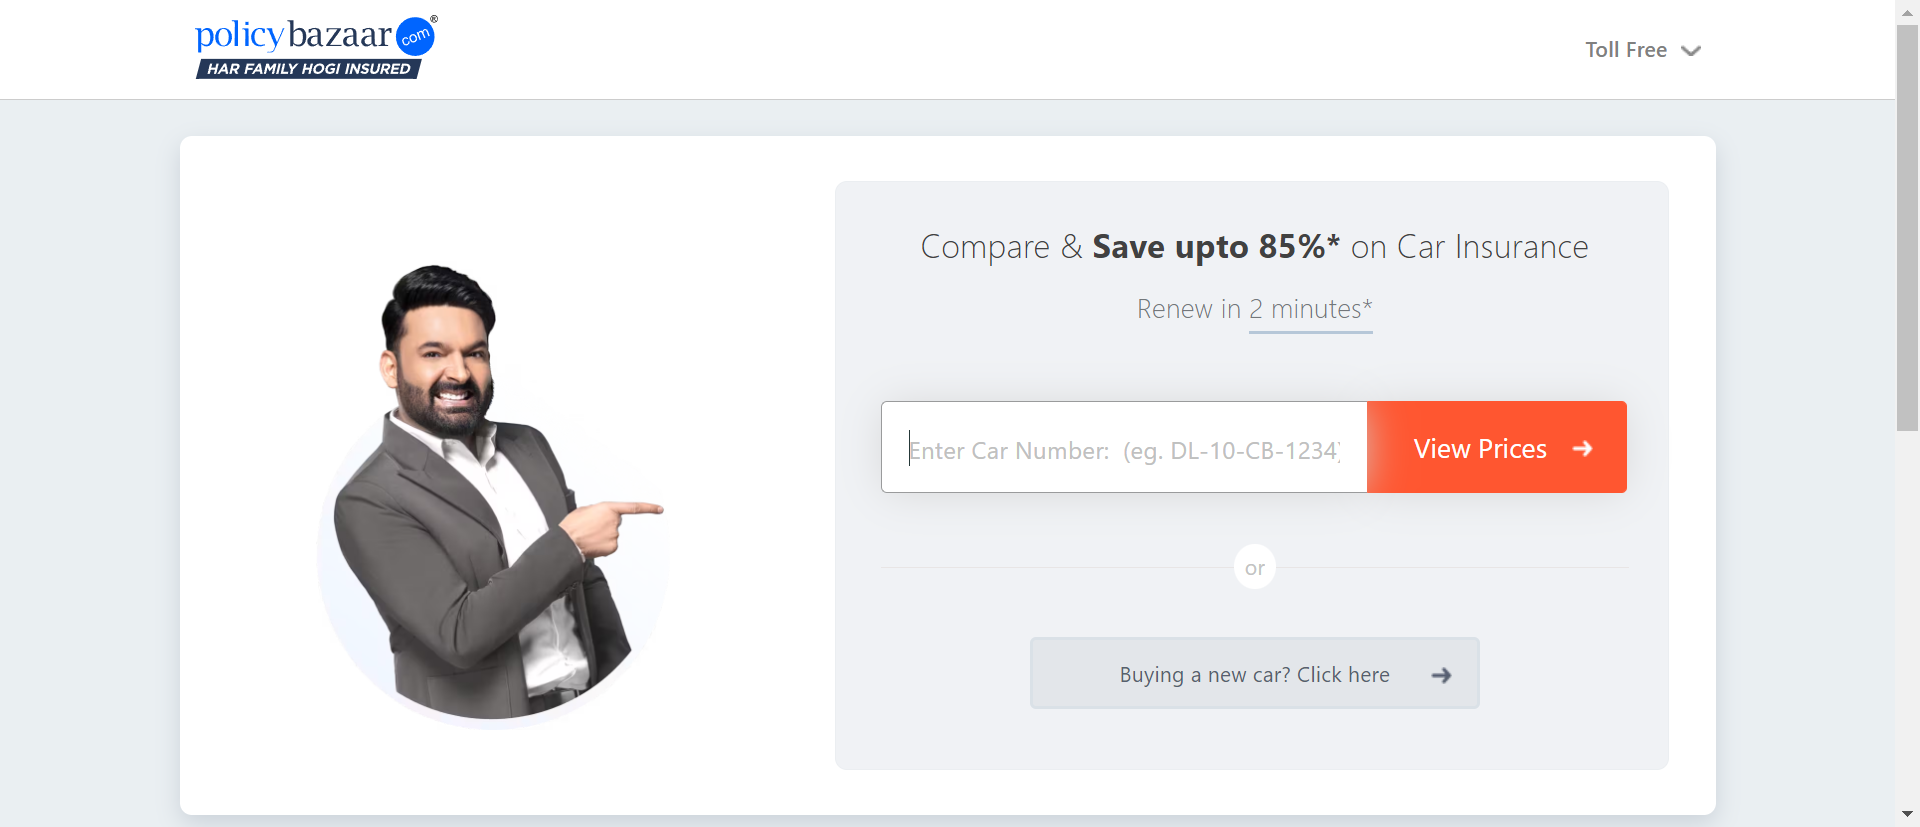 policybazaar.com®
HAR FAMILY HOGI INSURED
Toll Free
Compare & Save upto 85%* on Car Insurance
Renew in 2 minutes*
Enter Car Number: (eg. DL-10-CB-1234)
View Prices
or
Buying a new car? Click here